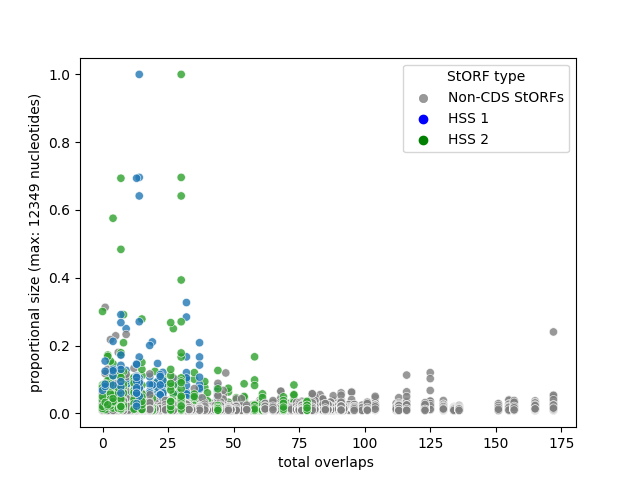 StORF type
Non-CDS StORFs
HSS 1
HSS 2
1.0
0.8
0.6
0.4
0.2
0.0
proportional size (max: 12349 nucleotides)
0 25 50 75 100 125 150 175
total overlaps